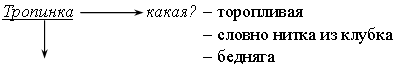 Тропинка какая? – торопливая
– словно нитка из клубка
– бедняга